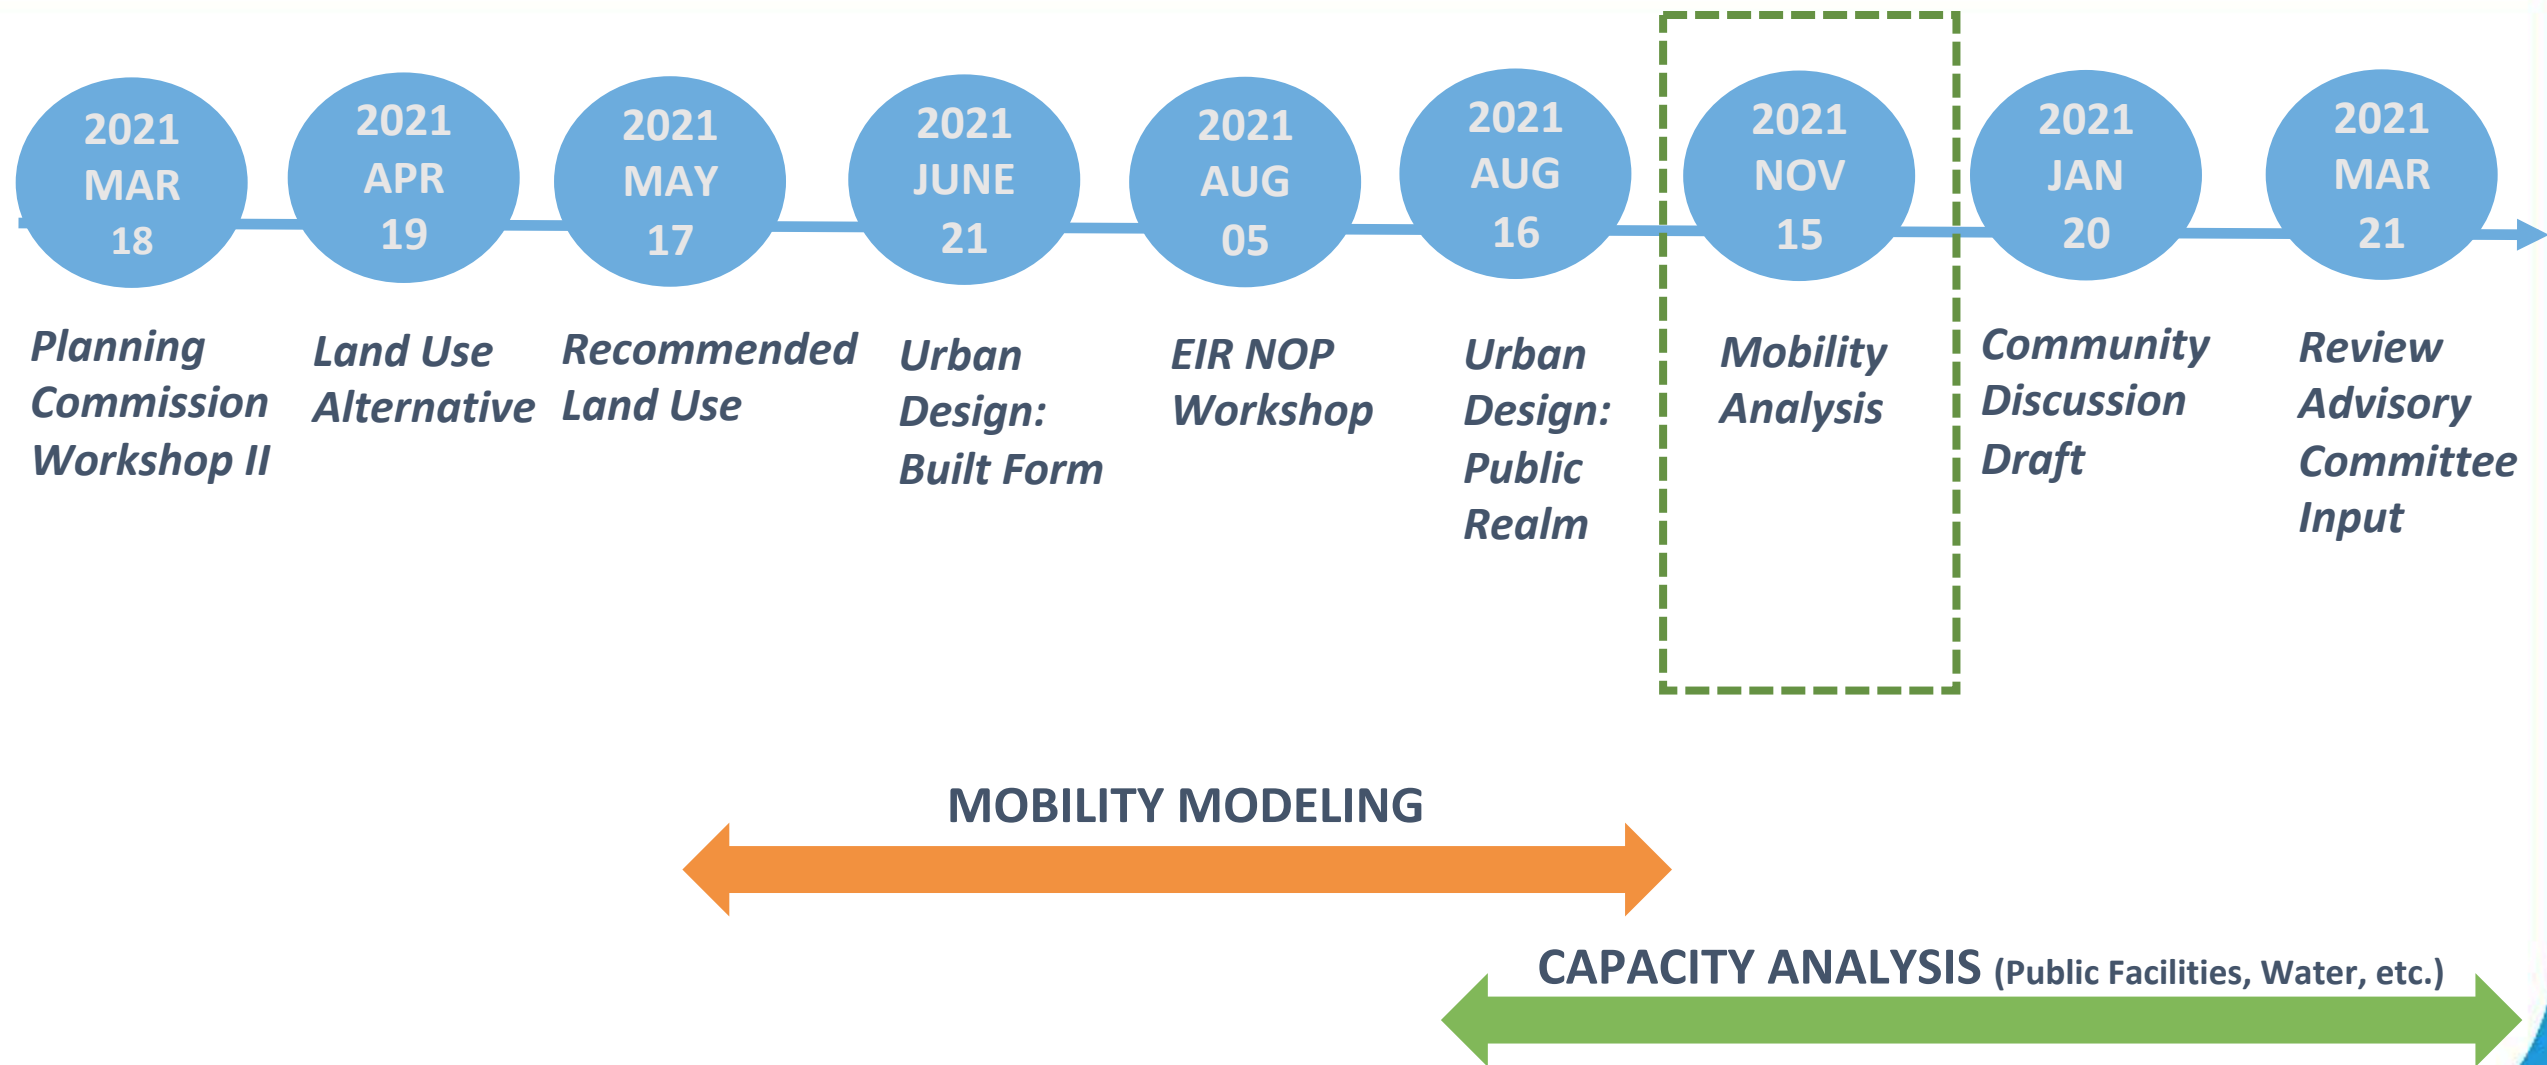 2021
MAR
18
2021
APR
19
2021
MAY
17
2021
JUNE
21
2021
AUG
05
2021
AUG
16
2021
NOV
15
2021
JAN
20
2021
MAR
21
Planning
Commission
Workshop II
Land Use
Alternative
Recommended
Land Use
Urban
Design:
Built Form
EIR NOP
Workshop
Urban
Design:
Public
Realm
Mobility
Analysis
Community
Discussion
Draft
Review
Advisory
Committee
Input
MOBILITY MODELING
CAPACITY ANALYSIS (Public Facilities, Water, etc.)